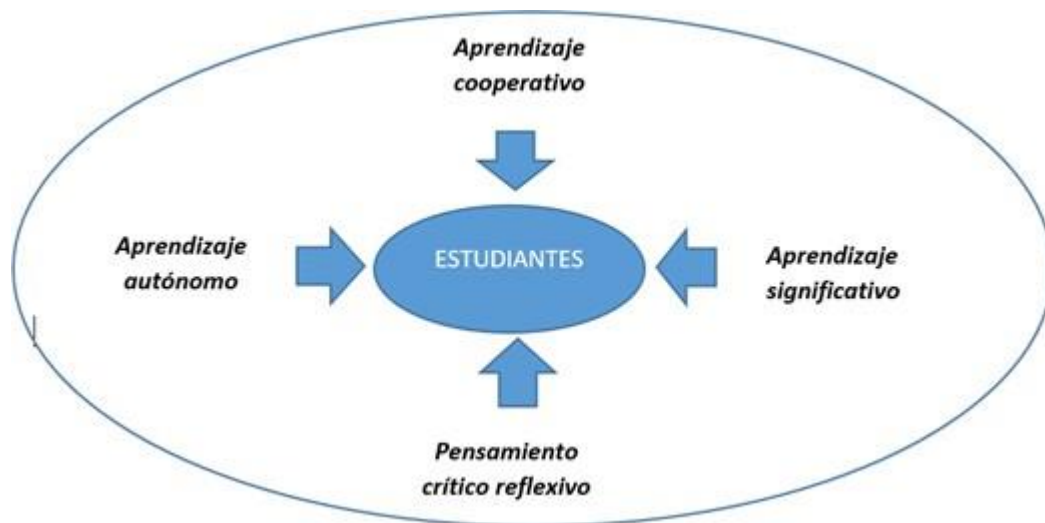 Aprendizaje
cooperativo
Aprendizaje
autónomo
ESTUDIANTES
Aprendizaje
significativo
Pensamiento
crítico reflexivo